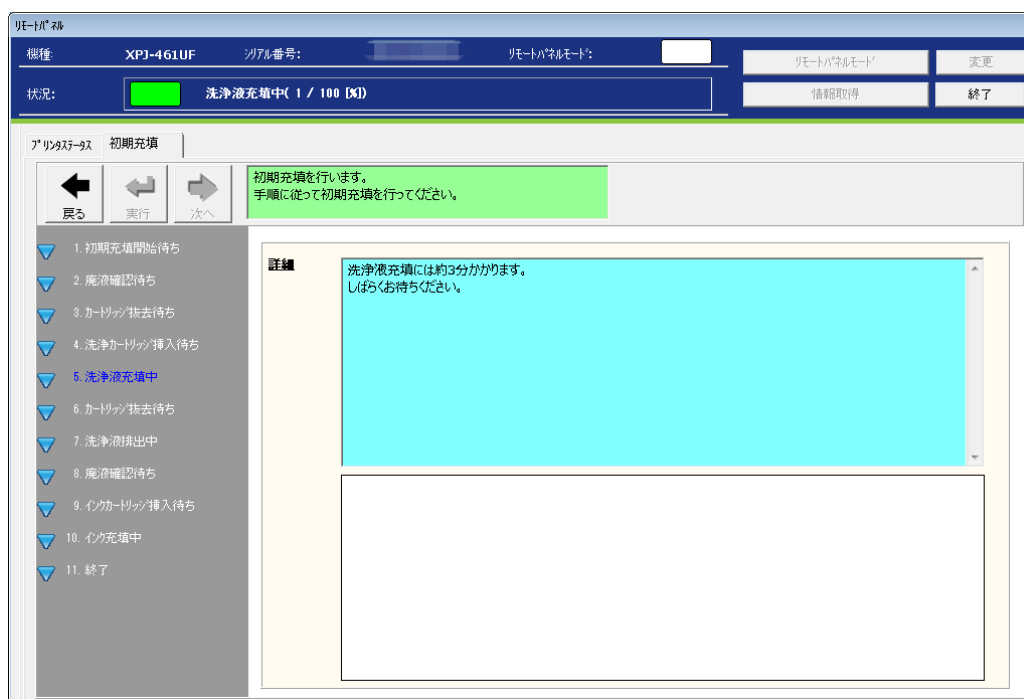 リモートパネル
機種: XPJ-461UF シリアル番号: リモートパネルモード:
リモートパネルモード 変更
状況: 洗浄液充填中( 1 / 100 [%])
情報取得 終了
プリンタステータス 初期充填
戻る 実行 次へ
初期充填を行います。
手順に従って初期充填を行ってください。
1. 初期充填開始待ち
2. 廃液確認待ち
3. カートリッジ抜去待ち
4. 洗浄カートリッジ挿入待ち
5. 洗浄液充填中
6. カートリッジ抜去待ち
7. 洗浄液排出中
8. 廃液確認待ち
9. インクカートリッジ挿入待ち
10. インク充填中
11. 終了
詳細
洗浄液充填には約3分かかります。
しばらくお待ちください。